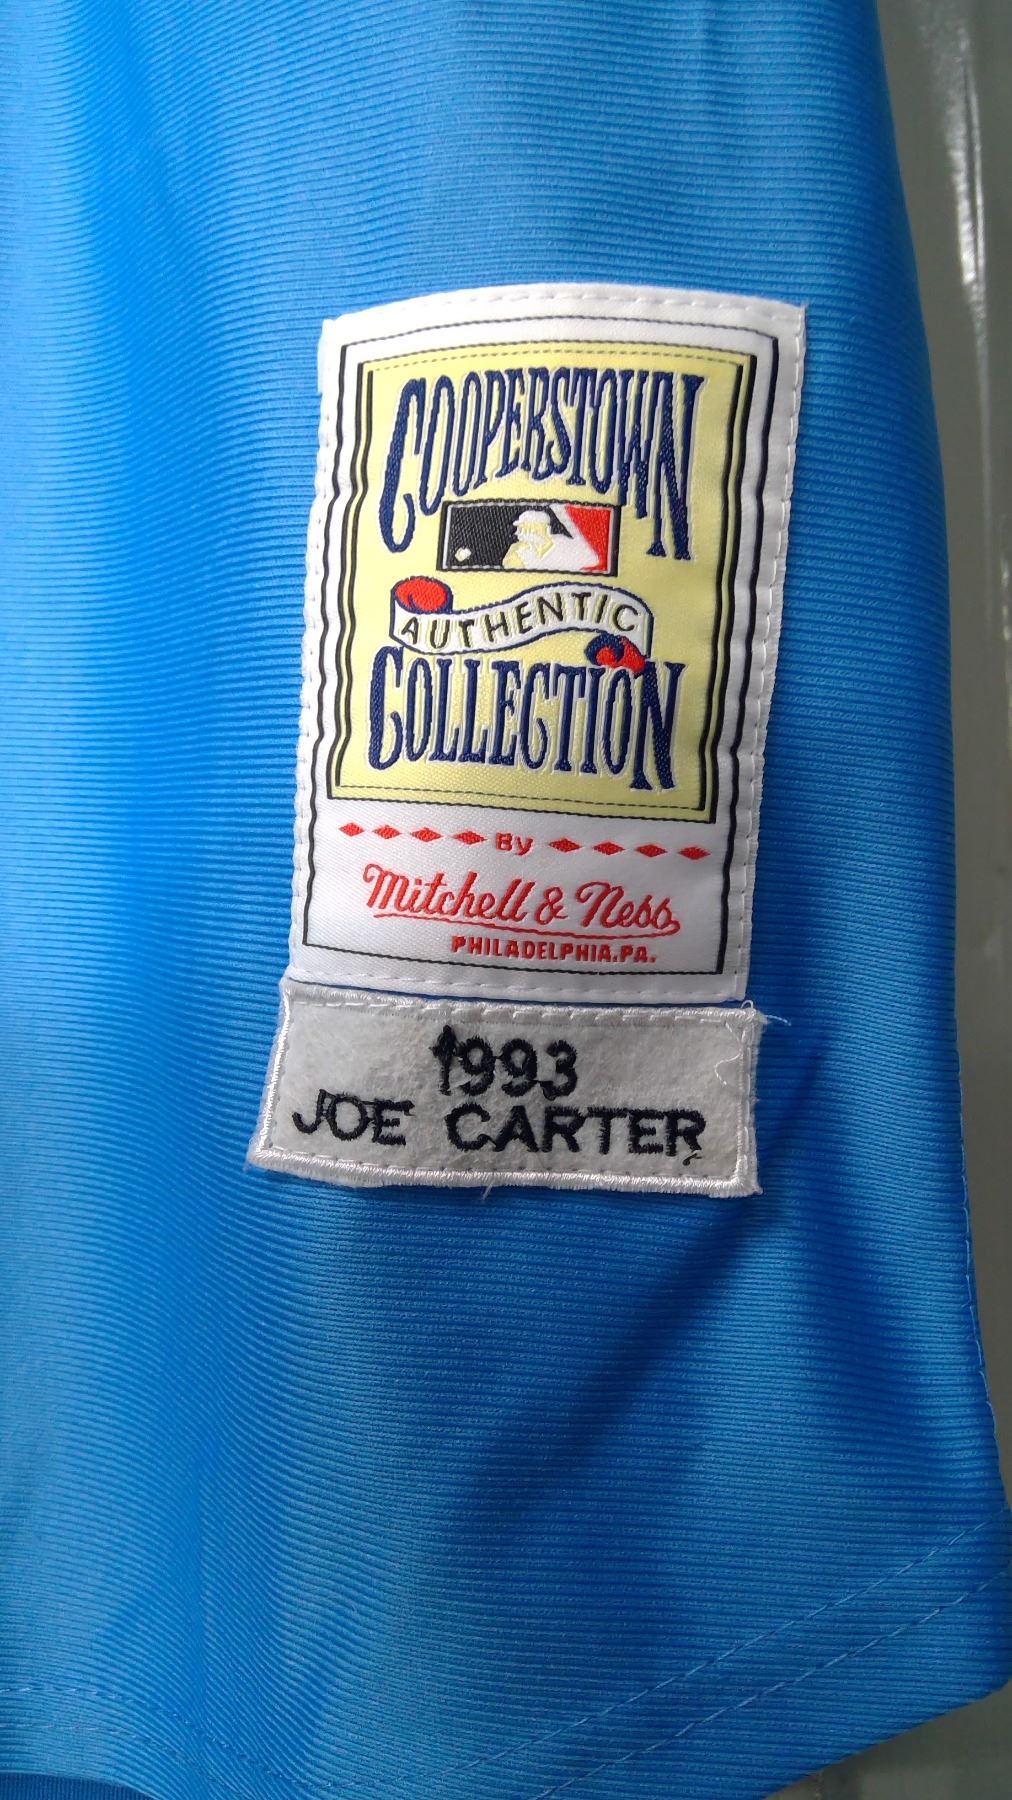 COOPERSTOWN
AUTHENTIC
COLLECTION
By
Mitchell & Ness
PHILADELPHIA.PA.
1993
JOE CARTER